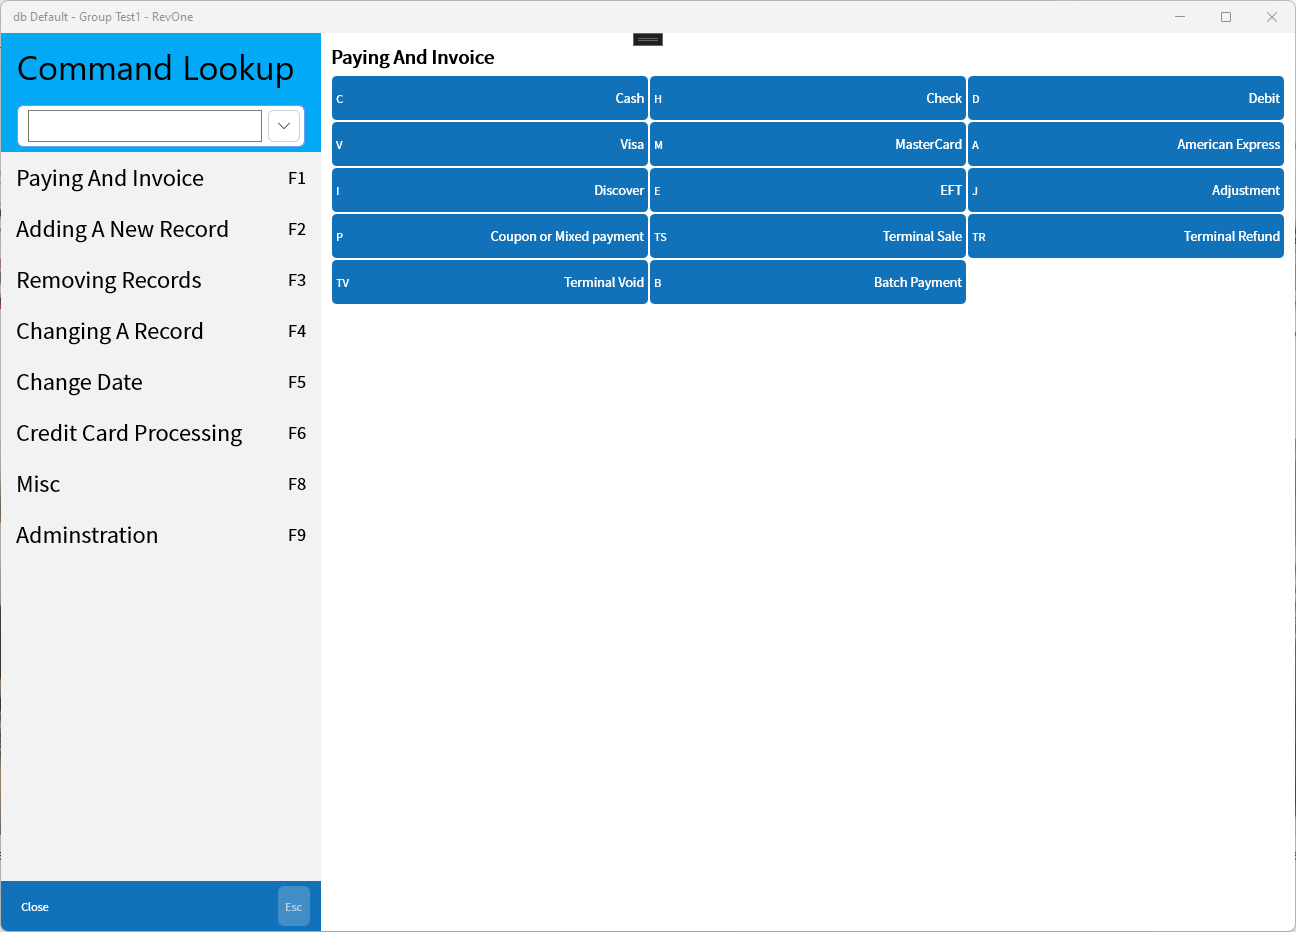 db Default - Group Test1 - RevOne
Command Lookup
Paying And Invoice F1
Adding A New Record F2
Removing Records F3
Changing A Record F4
Change Date F5
Credit Card Processing F6
Misc F8
Adminstration F9
Close Esc
Paying And Invoice
C Cash H Check D Debit
V Visa M MasterCard A American Express
I Discover E EFT J Adjustment
P Coupon or Mixed payment TS Terminal Sale TR Terminal Refund
TV Terminal Void B Batch Payment